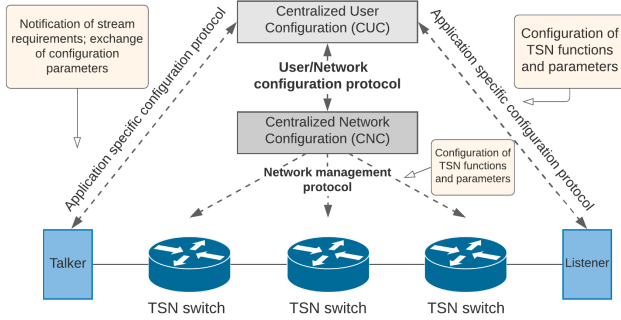 Notification of stream
requirements; exchange
of configuration
parameters
Application specific configuration protocol
Centralized User
Configuration (CUC)
User/Network
configuration protocol
Centralized Network
Configuration (CNC)
Network management
protocol
Application specific configuration protocol
Configuration of
TSN functions
and parameters
Configuration of
TSN functions
and parameters
Talker
TSN switch
TSN switch
TSN switch
Listener